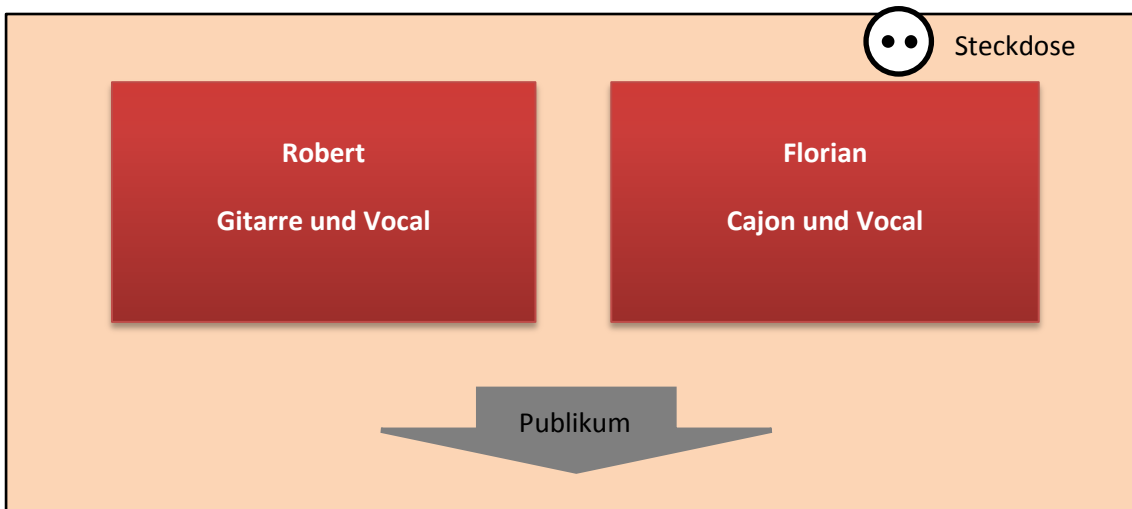 Steckdose
Robert
Gitarre und Vocal
Florian
Cajon und Vocal
Publikum